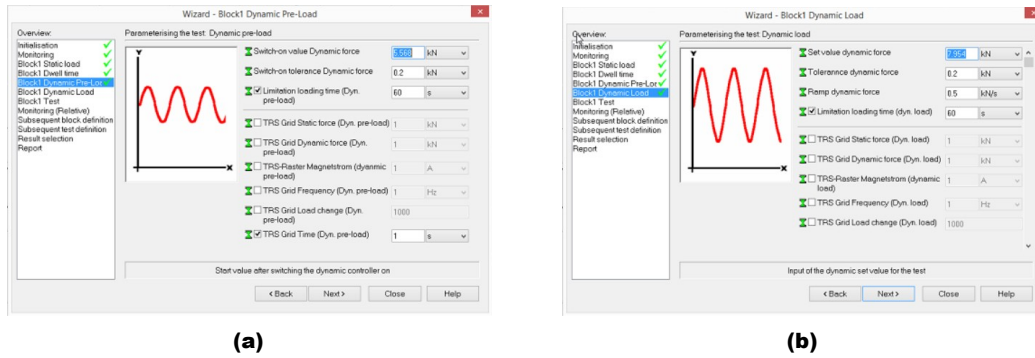 Wizard - Block1 Dynamic Pre-Load
Overview:
Initialisation
Monitoring
Block1 Static load
Block1 Dwell time
Block1 Dynamic Pre-Lor
Block1 Dynamic Load
Block1 Test
Monitoring (Relative)
Subsequent block definition
Subsequent test definition
Result selection
Report
Parameterising the test: Dynamic pre-load
Y
X
Switch-on value Dynamic force 5.568 kN
Switch-on tolerance Dynamic force 0.2 kN
Limitation loading time (Dyn. 60 s
pre-load)
TRS Grid Static force (Dyn. pre-load) 1 kN
TRS Grid Dynamic force (Dyn. 1 kN
pre-load)
TRS-Raster Magnetstrom (dyanmic 1 A
pre-load)
TRS Grid Frequency (Dyn. pre-load) 1 Hz
TRS Grid Load change (Dyn. 1000
pre-load)
TRS Grid Time (Dyn. pre-load) 1 s
Start value after switching the dynamic controller on
< Back Next > Close Help
(a)
Wizard - Block1 Dynamic Load
Overview:
Initialisation
Monitoring
Block1 Static load
Block1 Dwell time
Block1 Dynamic Pre-Lor
Block1 Dynamic Load
Block1 Test
Monitoring (Relative)
Subsequent block definition
Subsequent test definition
Result selection
Report
Parameterising the test: Dynamic load
Y
X
Set value dynamic force 7.954 kN
Tolerance dynamic force 0.2 kN
Ramp dynamic force 0.5 kN/s
Limitation loading time (dyn. load) 60 s
TRS Grid Static force (Dyn. load) 1 kN
TRS Grid Dynamic force (Dyn. load) 1 kN
TRS-Raster Magnetstrom (dynamic 1 A
load)
TRS Grid Frequency (Dyn. load) 1 Hz
TRS Grid Load change (Dyn. load) 1000
Input of the dynamic set value for the test
< Back Next > Close Help
(b)